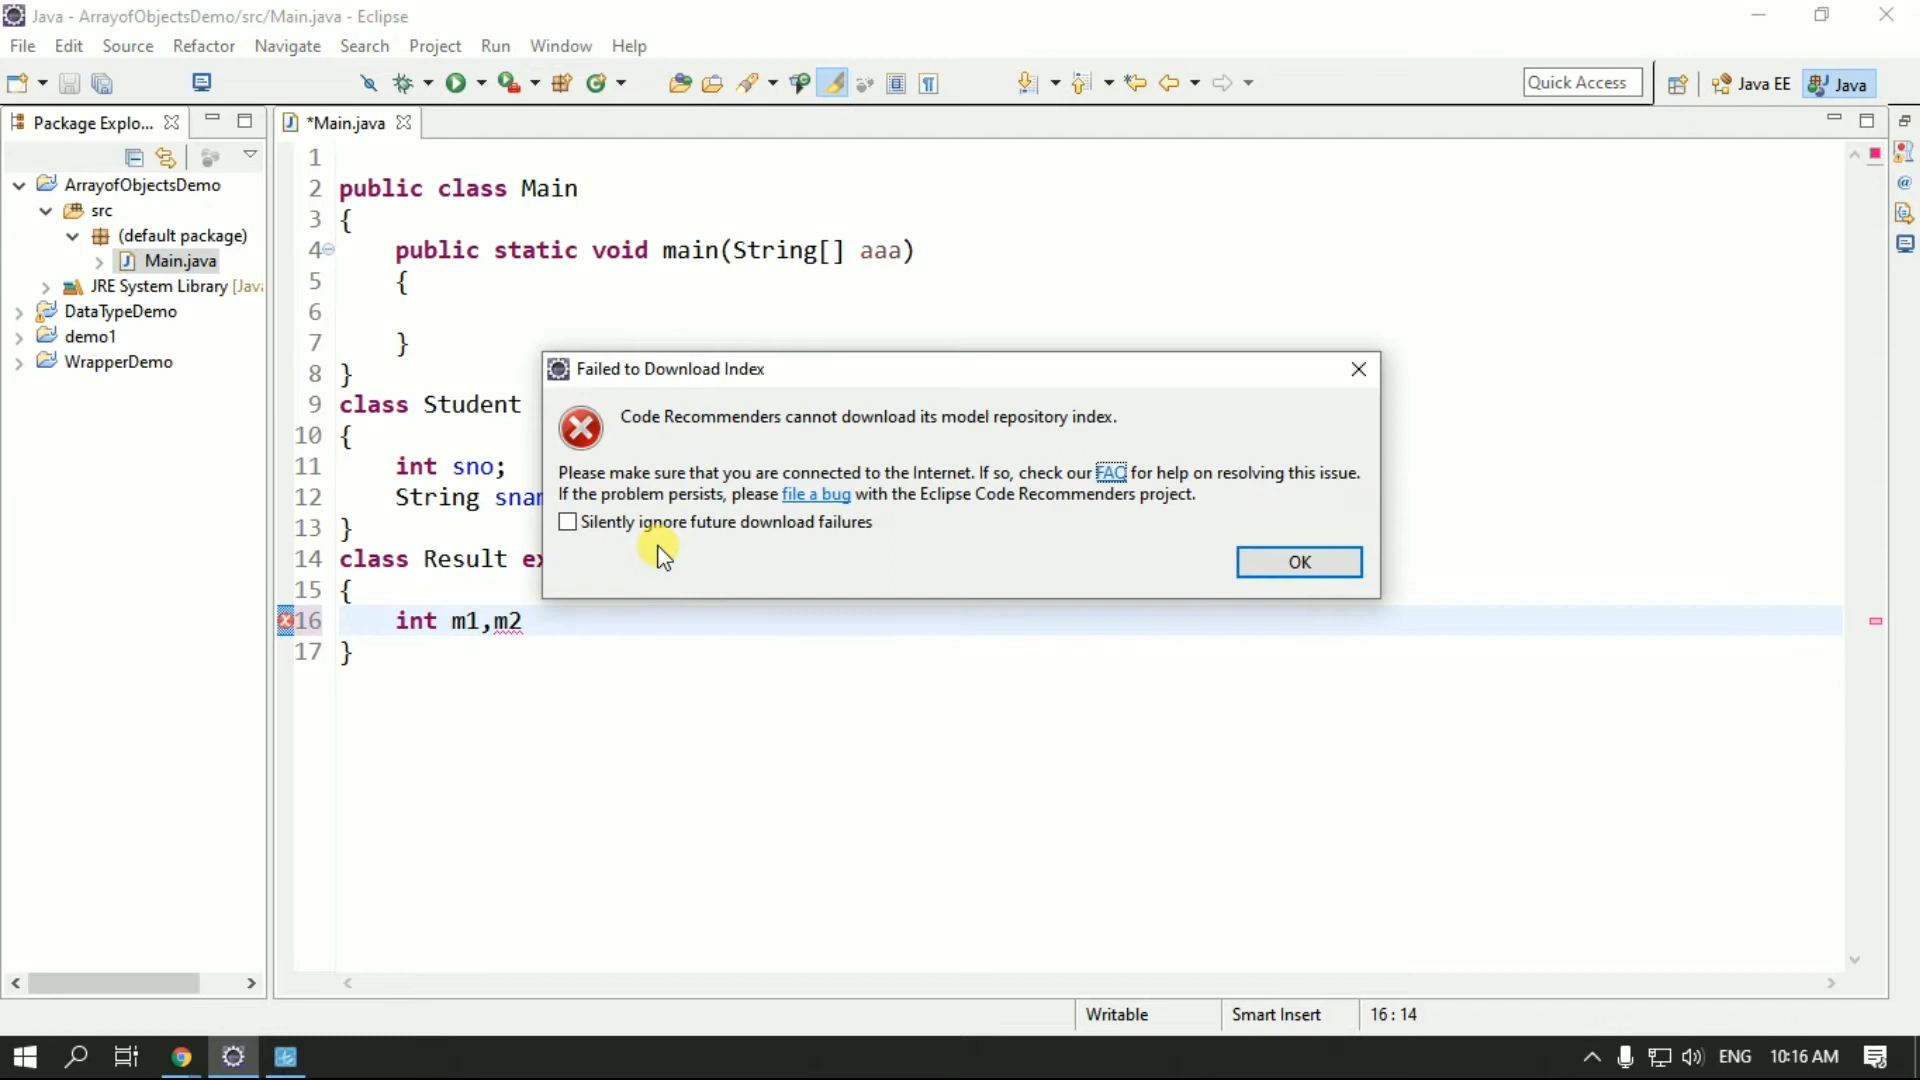 Java - ArrayofObjectsDemo/src/Main.java - Eclipse
File Edit Source Refactor Navigate Search Project Run Window Help
Quick Access
Java EE
Java
Package Explo...
*Main.java
ArrayofObjectsDemo
src
(default package)
Main.java
JRE System Library [Java
DataTypeDemo
demo1
WrapperDemo
1
2 public class Main
3 {
4 public static void main(String[] aaa)
5 {
6
7 }
8 }
9 class Student
10 {
11 int sno;
12 String snam
13 }
14 class Result ex
15 {
16 int m1,m2
17 }
Failed to Download Index
Code Recommenders cannot download its model repository index.
Please make sure that you are connected to the Internet. If so, check our FAQ for help on resolving this issue.
If the problem persists, please file a bug with the Eclipse Code Recommenders project.
Silently ignore future download failures
OK
Writable
Smart Insert
16 : 14
ENG
10:16 AM